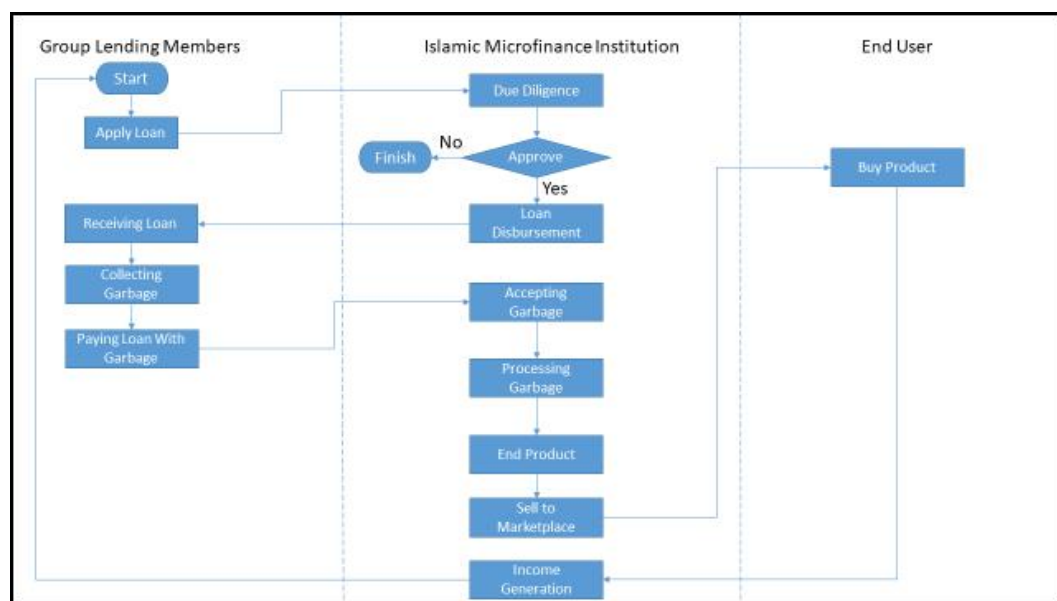 Group Lending Members
Islamic Microfinance Institution
End User
Start
Due Diligence
Apply Loan
No
Finish
Approve
Buy Product
Yes
Receiving Loan
Loan
Disbursement
Collecting
Garbage
Accepting
Garbage
Paying Loan With
Garbage
Processing
Garbage
End Product
Sell to
Marketplace
Income
Generation